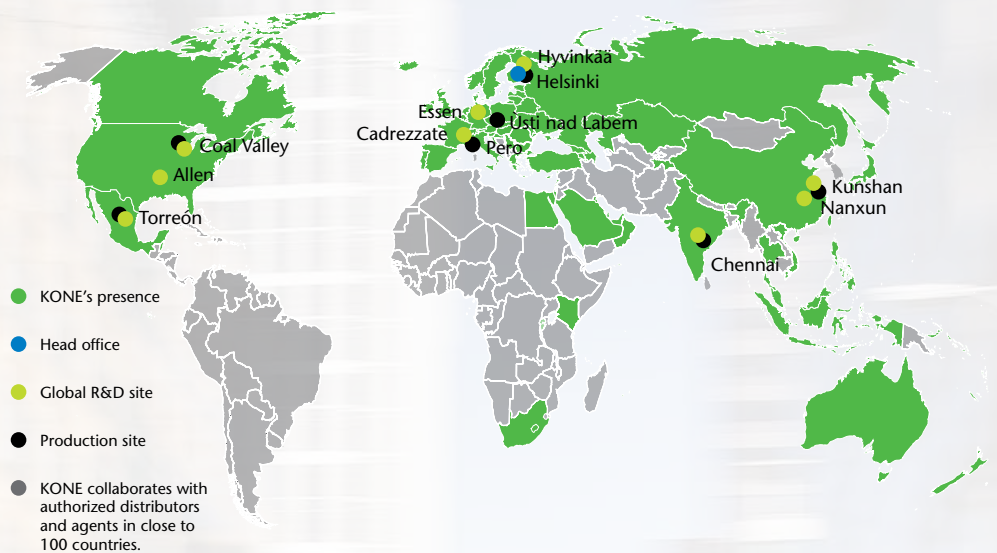 Hyvinkää
Helsinki
Essen
Usti nad Labem
Cadrezzate
Pero
Coal Valley
Allen
Torreón
Kunshan
Nanxun
Chennai
KONE's presence
Head office
Global R&D site
Production site
KONE collaborates with
authorized distributors
and agents in close to
100 countries.